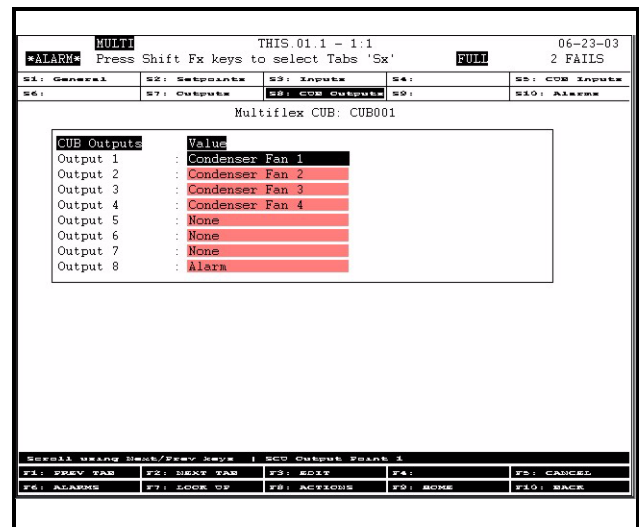 MULTI THIS.01.1 - 1:1 06-23-03
*ALARM* Press Shift Fx keys to select Tabs 'Sx' FULL 2 FAILS
S1: General S2: Setpoints S3: Inputs S4: S5: CUB Inputs
S6: S7: Outputs S8: CUB Outputs S9: S10: Alarms
Multiflex CUB: CUB001
CUB Outputs Value
Output 1 : Condenser Fan 1
Output 2 : Condenser Fan 2
Output 3 : Condenser Fan 3
Output 4 : Condenser Fan 4
Output 5 : None
Output 6 : None
Output 7 : None
Output 8 : Alarm
Scroll using Next/Prev keys | SCU Output Point 1
F1: PREV TAB F2: NEXT TAB F3: EDIT F4: F5: CANCEL
F6: ALARMS F7: LOOK UP F8: ACTIONS F9: HOME F10: BACK